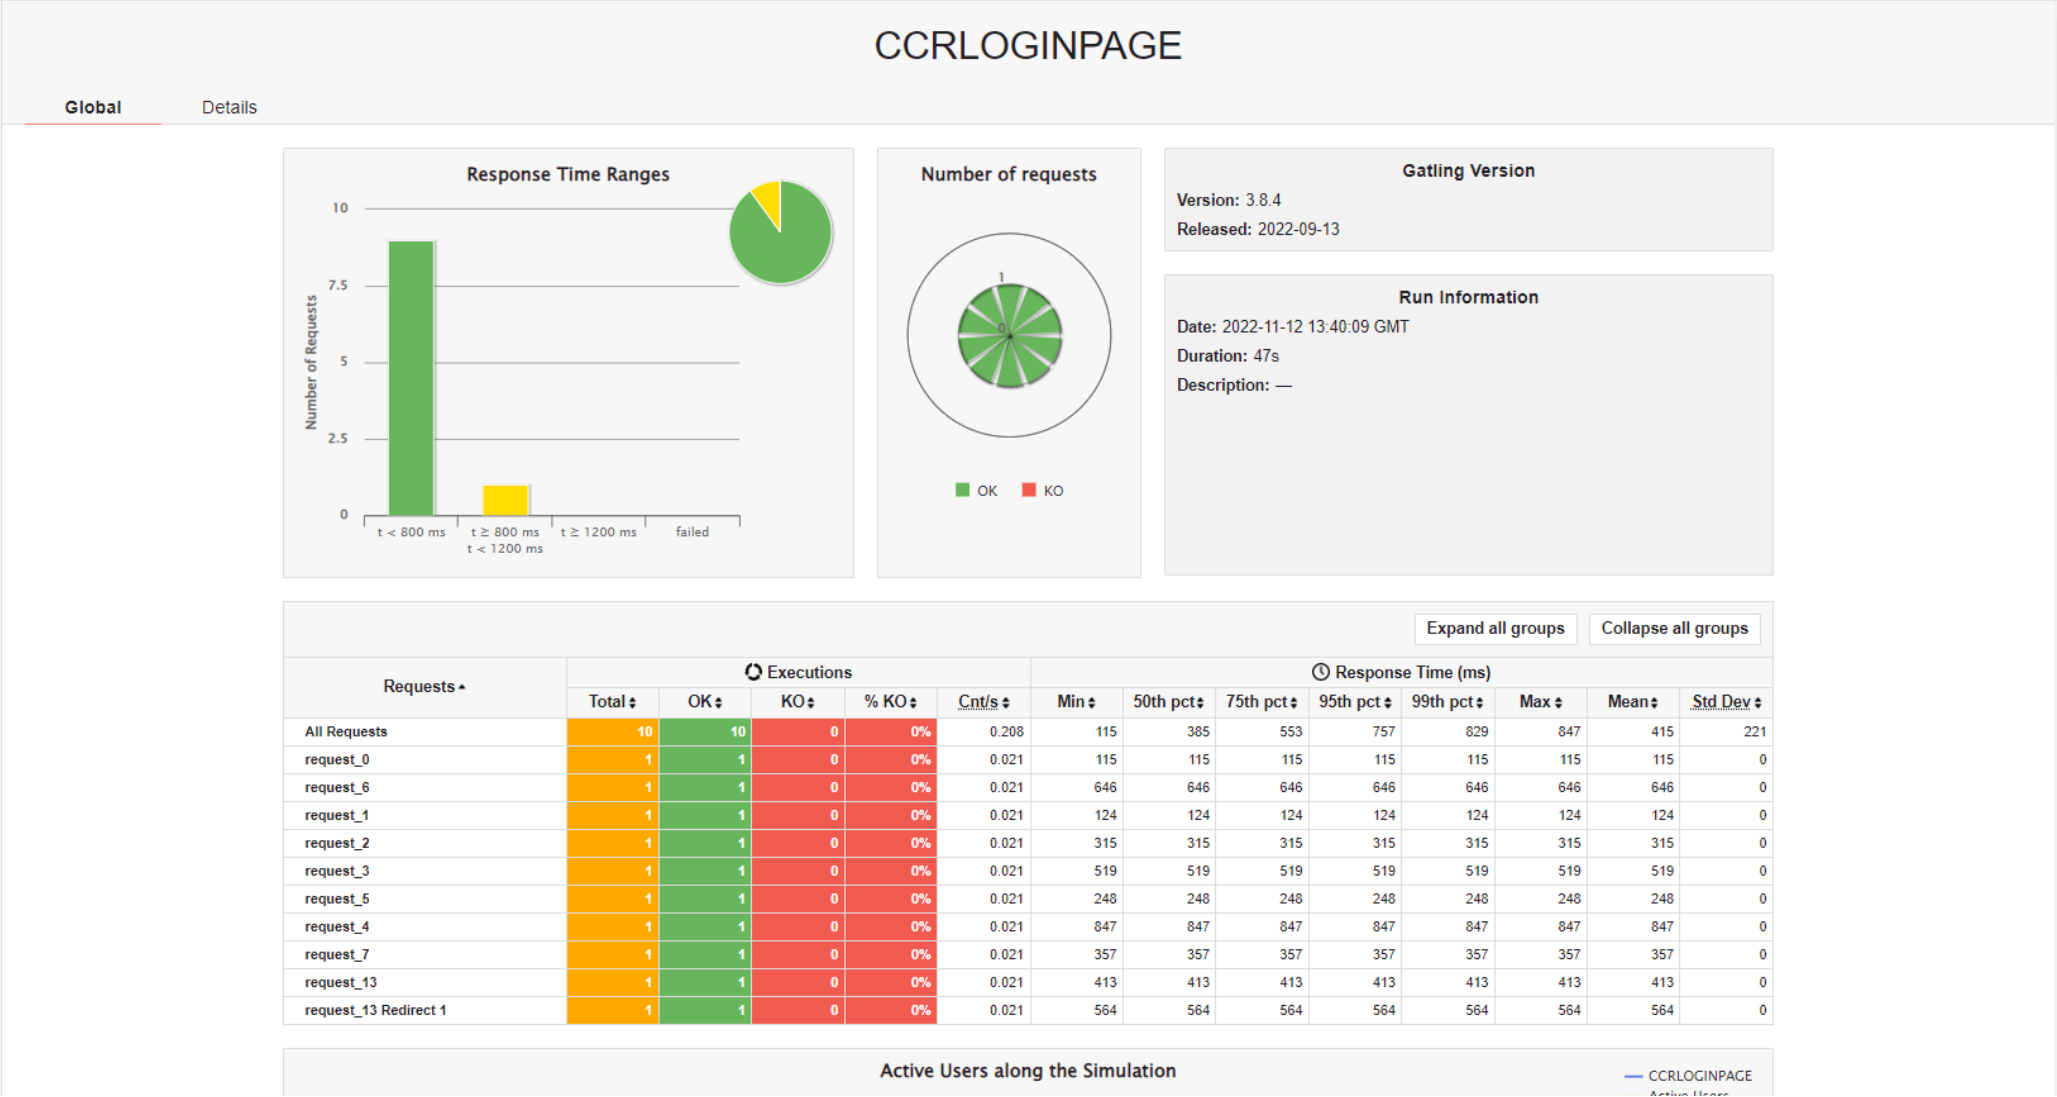 CCRLOGINPAGE
Global Details
Response Time Ranges
10
7.5
5
2.5
0
Number of Requests
t < 800 ms
t ≥ 800 ms
t < 1200 ms
t ≥ 1200 ms
failed
Number of requests
1
0
OK KO
Gatling Version
Version: 3.8.4
Released: 2022-09-13
Run Information
Date: 2022-11-12 13:40:09 GMT
Duration: 47s
Description: —
Expand all groups Collapse all groups
Requests Executions Response Time (ms)
Total OK KO % KO Cnt/s Min 50th pct 75th pct 95th pct 99th pct Max Mean Std Dev
All Requests 10 10 0 0% 0.208 115 385 553 757 829 847 415 221
request_0 1 1 0 0% 0.021 115 115 115 115 115 115 115 0
request_6 1 1 0 0% 0.021 646 646 646 646 646 646 646 0
request_1 1 1 0 0% 0.021 124 124 124 124 124 124 124 0
request_2 1 1 0 0% 0.021 315 315 315 315 315 315 315 0
request_3 1 1 0 0% 0.021 519 519 519 519 519 519 519 0
request_5 1 1 0 0% 0.021 248 248 248 248 248 248 248 0
request_4 1 1 0 0% 0.021 847 847 847 847 847 847 847 0
request_7 1 1 0 0% 0.021 357 357 357 357 357 357 357 0
request_13 1 1 0 0% 0.021 413 413 413 413 413 413 413 0
request_13 Redirect 1 1 1 0 0% 0.021 564 564 564 564 564 564 564 0
Active Users along the Simulation
CCRLOGINPAGE
Active Users